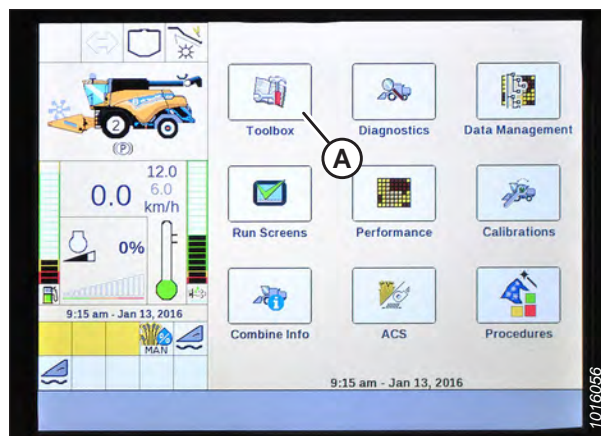 Toolbox
Diagnostics
Data Management
A
2
(P)
12.0
0.0
6.0
km/h
Run Screens
Performance
Calibrations
0%
9:15 am - Jan 13, 2016
MAN
Combine Info
ACS
Procedures
9:15 am - Jan 13, 2016
1016056